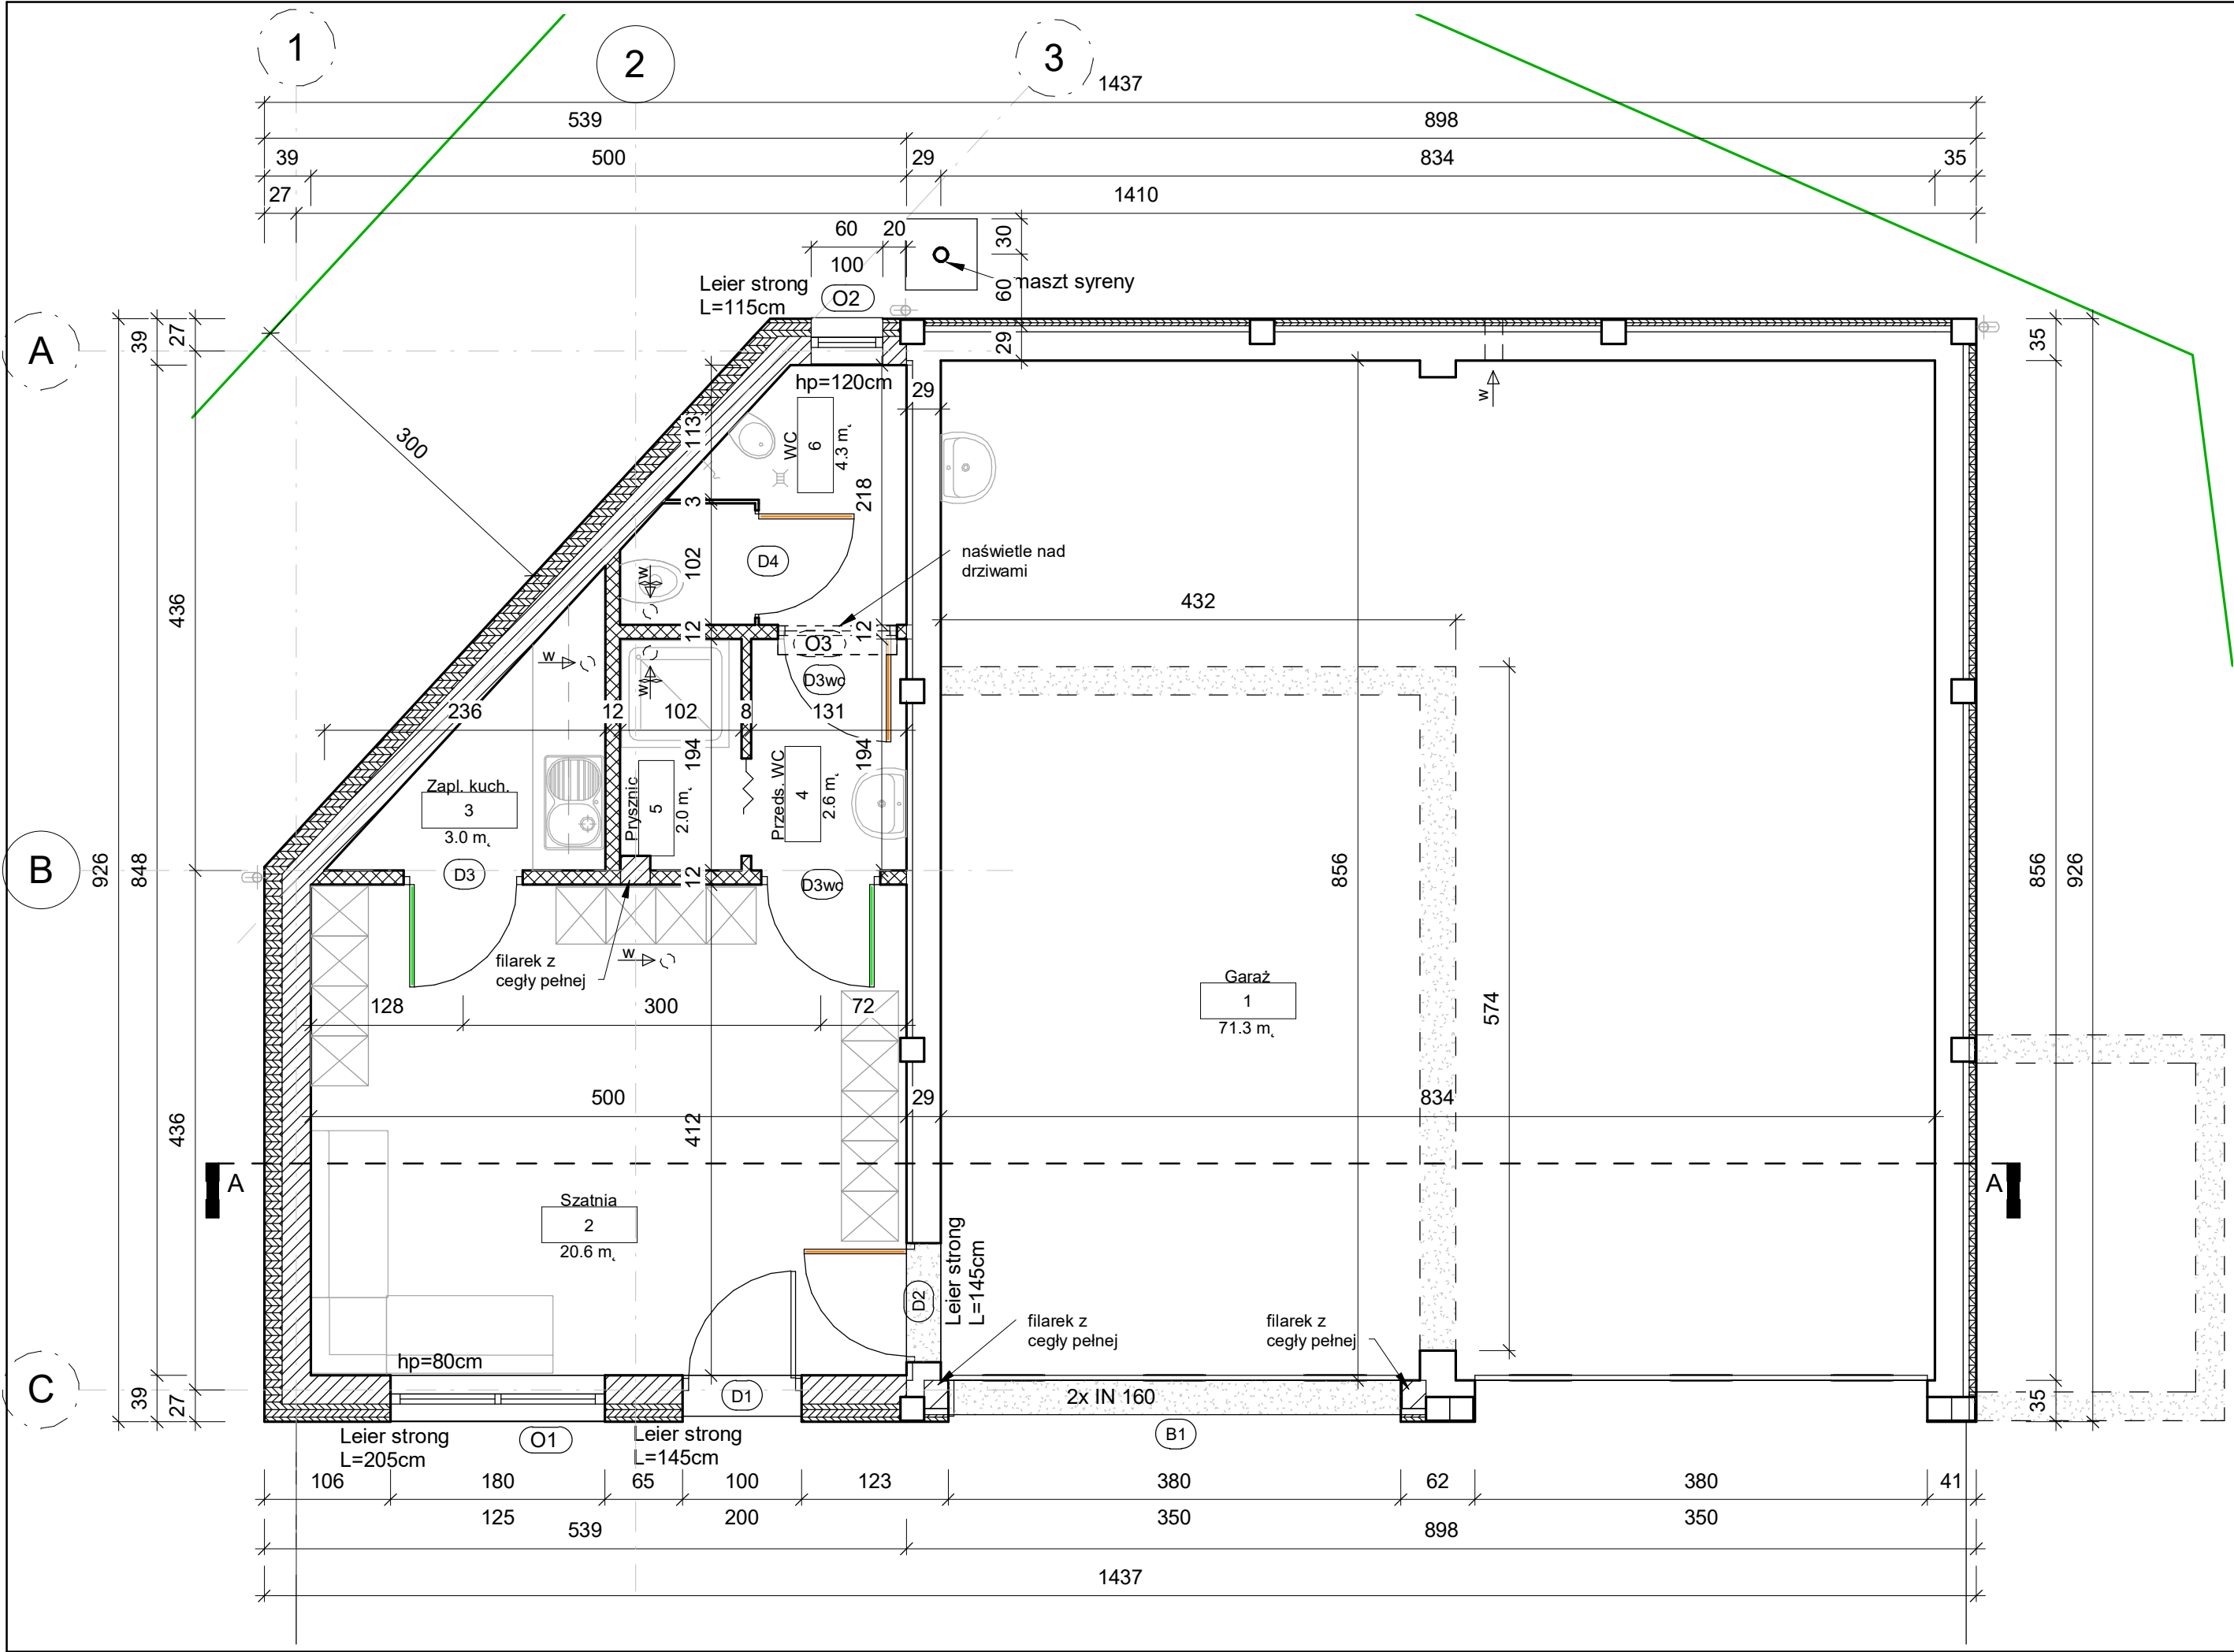 1
2
3
1437
539
898
39
500
29
834
35
27
1410
60
20
30
100
60
maszt syreny
Leier strong
L=115cm
O2
A
39
27
29
35
hp=120cm
29
w
113
WC
6
4.3 m
300
3
218
naświetle nad
drziwami
D4
w
102
436
432
12
12
O3
w
w
D3wc
236
12
102
8
131
194
194
Zapl. kuch.
3
3.0 m
Prysznic
5
2.0 m
Przeds. WC
4
2.6 m
B
926
848
D3
12
D3wc
856
856
926
filarek z
cegły pełnej
w
128
300
72
Garaż
1
71.3 m
574
500
29
834
436
412
A
A
Szatnia
2
20.6 m
Leier strong
L=145cm
D2
filarek z
cegły pełnej
filarek z
cegły pełnej
hp=80cm
C
39
27
D1
2x IN 160
35
Leier strong
L=205cm
O1
Leier strong
L=145cm
B1
106
180
65
100
123
380
62
380
41
125
200
350
350
539
898
1437